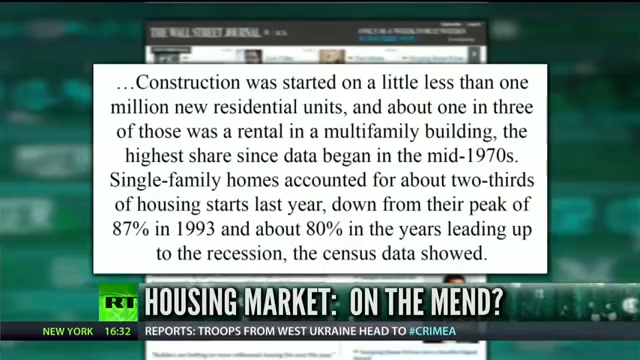 THE WALL STREET JOURNAL
…Construction was started on a little less than one
million new residential units, and about one in three
of those was a rental in a multifamily building, the
highest share since data began in the mid-1970s.
Single-family homes accounted for about two-thirds
of housing starts last year, down from their peak of
87% in 1993 and about 80% in the years leading up
to the recession, the census data showed.
RT
HOUSING MARKET: ON THE MEND?
NEW YORK 16:32 REPORTS: TROOPS FROM WEST UKRAINE HEAD TO #CRIMEA